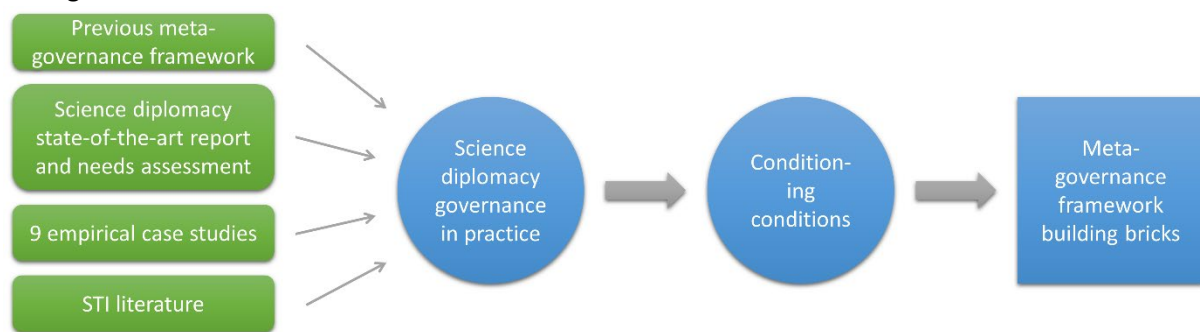 Previous meta-
governance framework
Science diplomacy
state-of-the-art report
and needs assessment
9 empirical case studies
STI literature
Science
diplomacy
governance
in practice
Condition-
ing
conditions
Meta-
governance
framework
building bricks